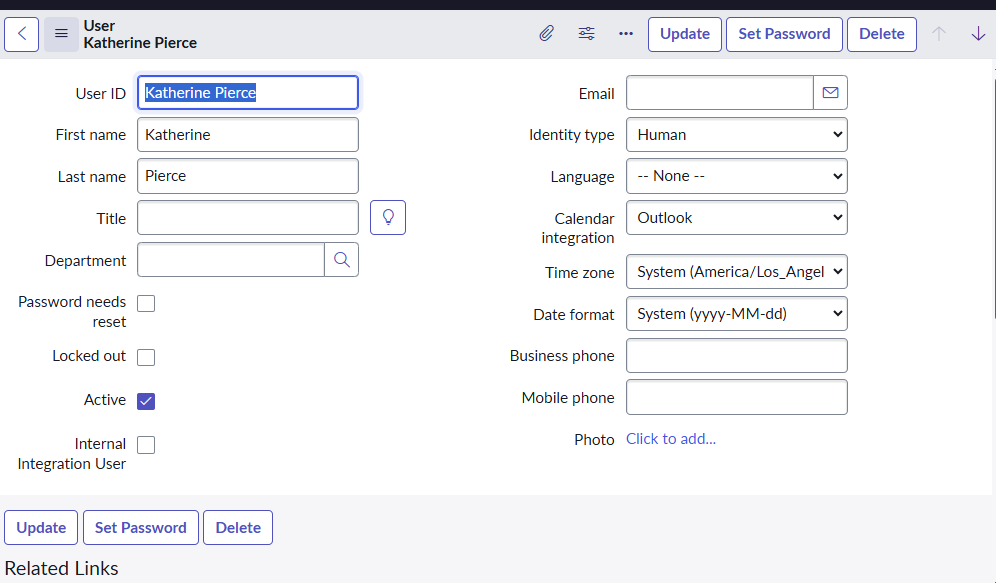 User
Katherine Pierce
Update
Set Password
Delete
User ID
Katherine Pierce
First name
Katherine
Last name
Pierce
Title
Department
Password needs
reset
Locked out
Active
Internal
Integration User
Email
Identity type
Human
Language
-- None --
Calendar
integration
Outlook
Time zone
System (America/Los_Angel
Date format
System (yyyy-MM-dd)
Business phone
Mobile phone
Photo
Click to add...
Update
Set Password
Delete
Related Links